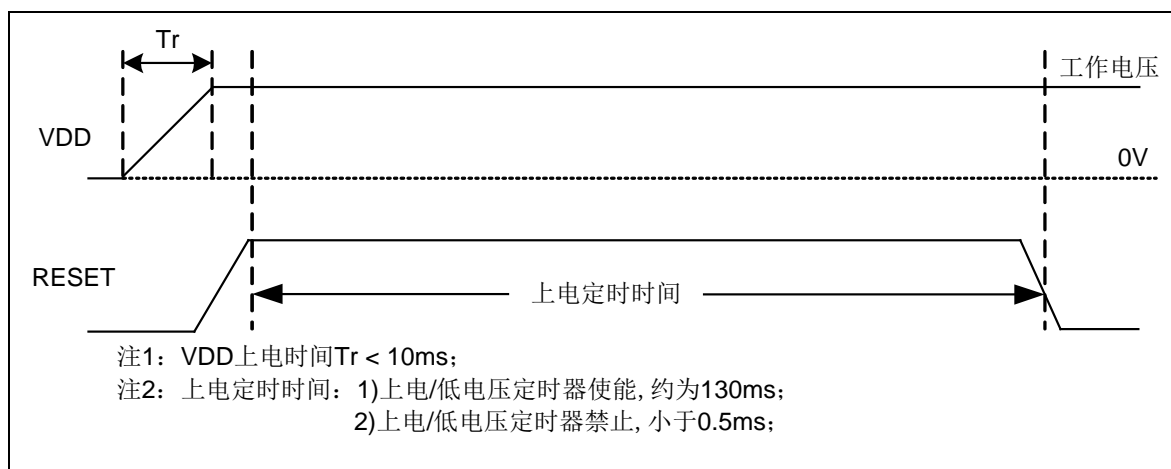 Tr
工作电压
VDD
0V
RESET
上电定时时间
注1：VDD上电时间Tr < 10ms；
注2：上电定时时间：1)上电/低电压定时器使能, 约为130ms；
2)上电/低电压定时器禁止, 小于0.5ms；